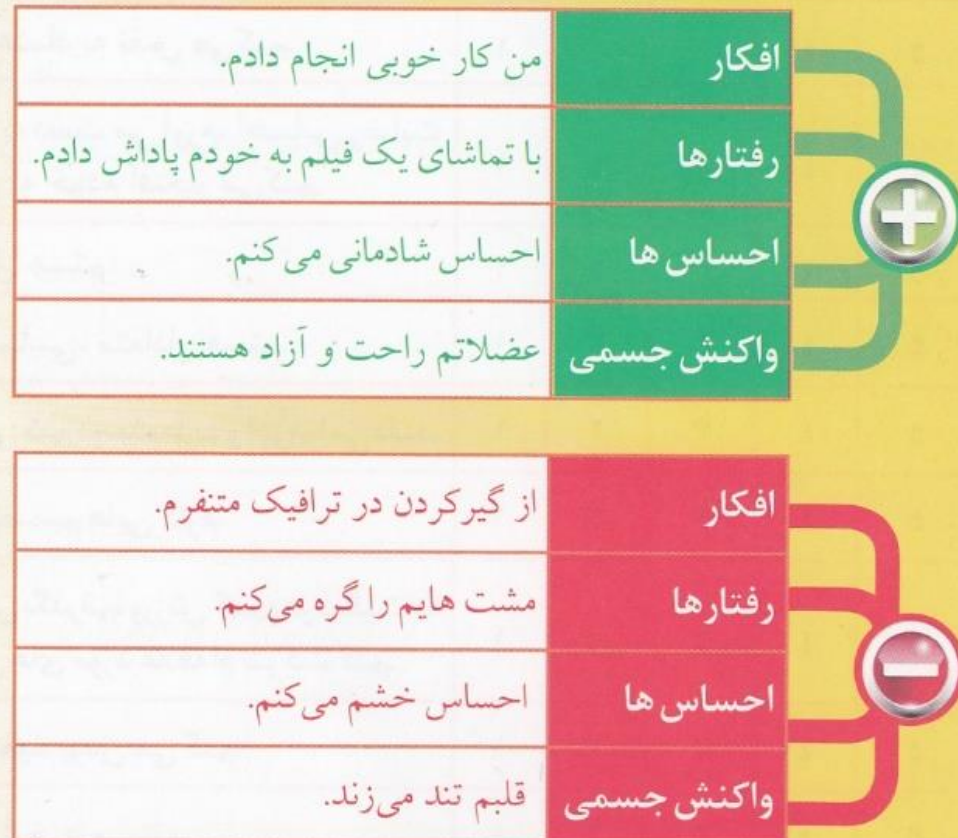 افکار
من کار خوبی انجام دادم.
رفتارها
با تماشای یک فیلم به خودم پاداش دادم.
احساس ها
احساس شادمانی می کنم.
واکنش جسمی
عضلاتم راحت و آزاد هستند.
افکار
از گیرکردن در ترافیک متنفرم.
رفتارها
مشت هایم را گره می‌کنم.
احساس ها
احساس خشم می‌کنم.
واکنش جسمی
قلبم تند می‌زند.